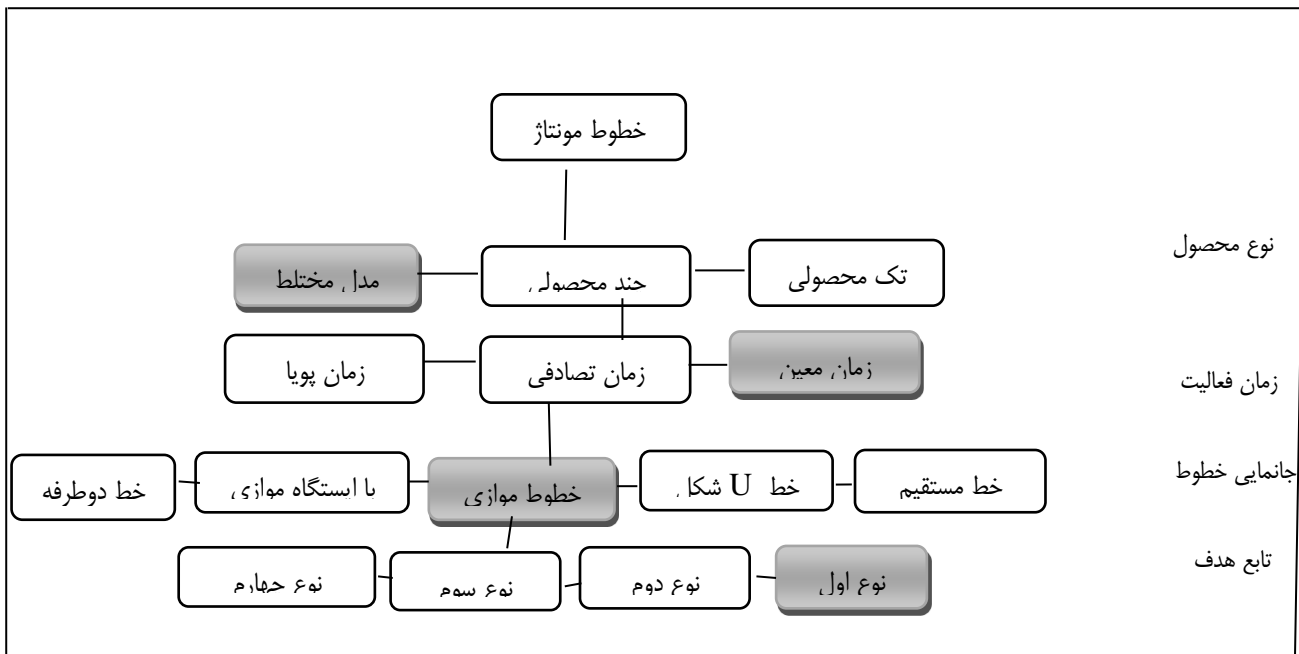 خطوط مونتاژ
نوع محصول
تک محصولی
چند محصولی
مدل مختلط
زمان فعالیت
زمان معین
زمان تصادفی
زمان پویا
جانمایی خطوط
خط مستقیم
خط U شکل
خطوط موازی
با ایستگاه موازی
خط دوطرفه
تابع هدف
نوع اول
نوع دوم
نوع سوم
نوع چهارم